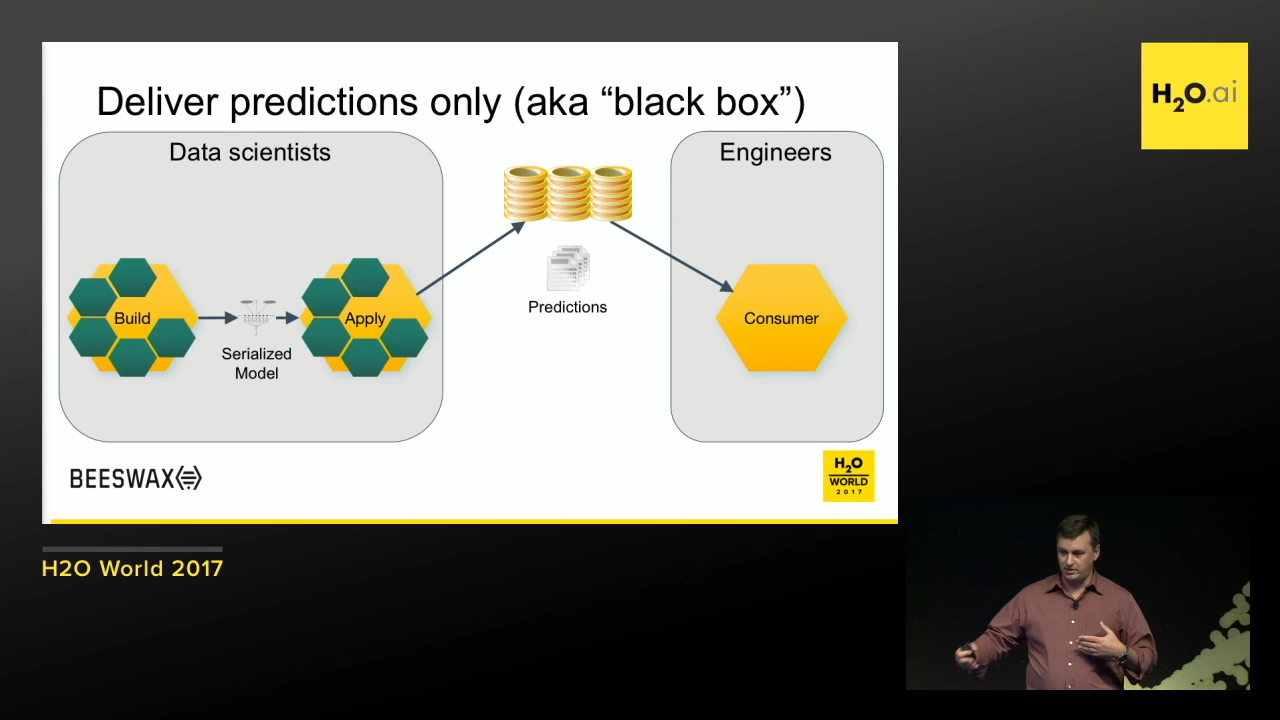 Deliver predictions only (aka “black box”)
Data scientists
Engineers
Build
Apply
Serialized
Model
Predictions
Consumer
BEESWAX
H2O
WORLD
2017
H2O.ai
H2O World 2017